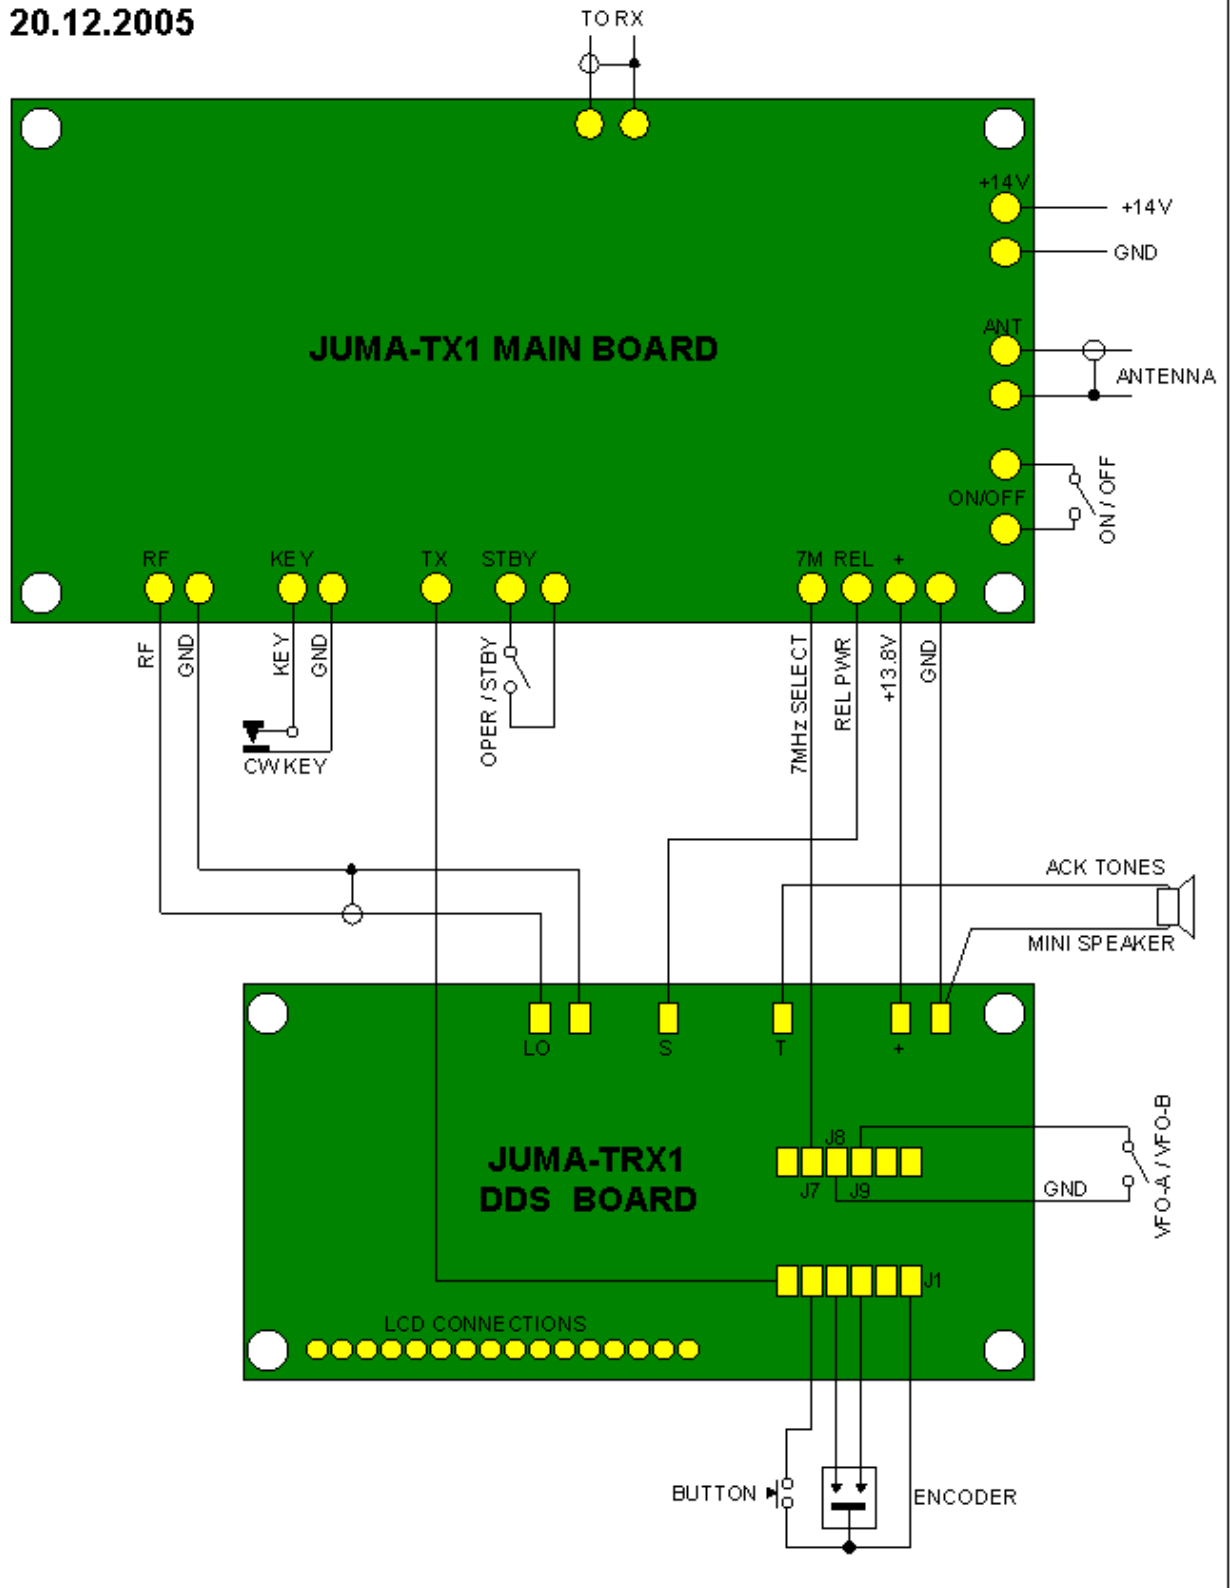 20.12.2005
TO RX
+14V
+14V
GND
JUMA-TX1 MAIN BOARD
ANT
ANTENNA
ON/OFF
ON / OFF
RF
KEY
TX
STBY
7M
REL
+
RF
GND
KEY
GND
OPER / STBY
7MHz SELECT
REL PWR
+13.8V
GND
CW KEY
ACK TONES
MINI SPEAKER
LO
S
T
+
JUMA-TRX1
DDS BOARD
J8
J7
J9
GND
VFO-A / VFO-B
J1
LCD CONNECTIONS
BUTTON
ENCODER